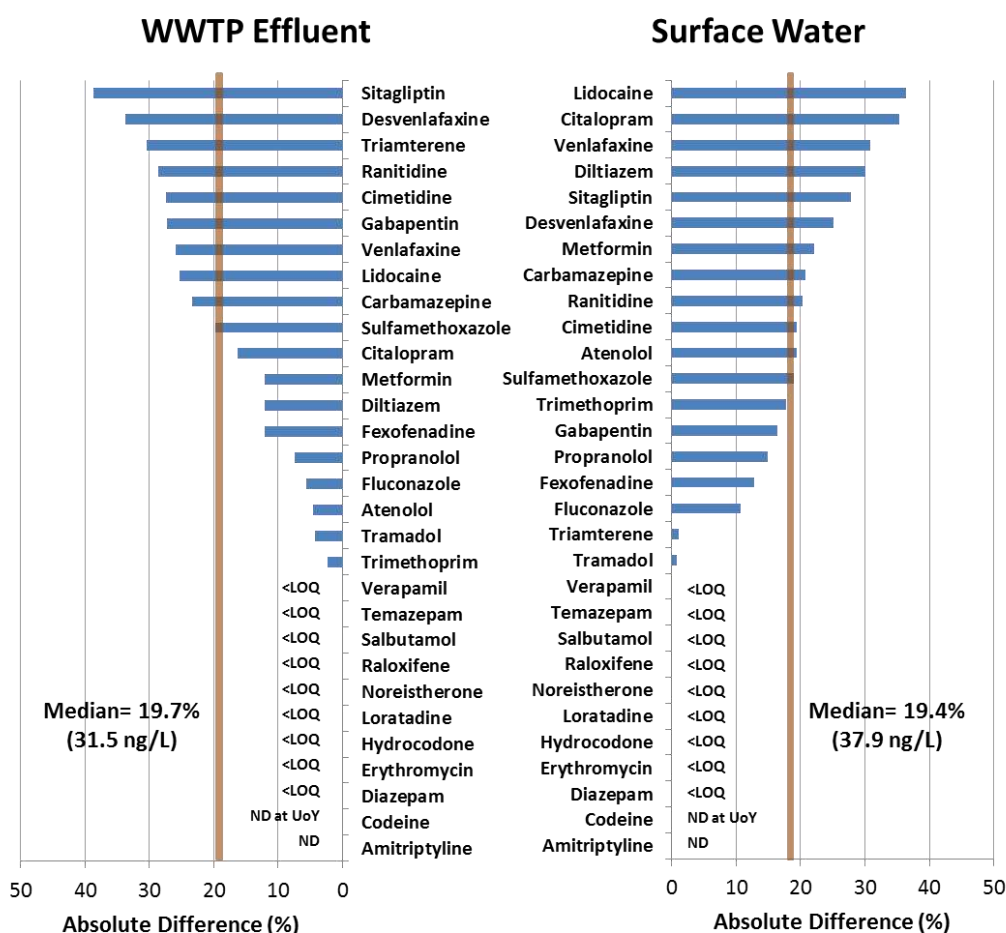 WWTP Effluent
Sitagliptin
Desvenlafaxine
Triamterene
Ranitidine
Cimetidine
Gabapentin
Venlafaxine
Lidocaine
Carbamazepine
Sulfamethoxazole
Citalopram
Metformin
Diltiazem
Fexofenadine
Propranolol
Fluconazole
Atenolol
Tramadol
Trimethoprim
<LOQ Verapamil
<LOQ Temazepam
<LOQ Salbutamol
<LOQ Raloxifene
<LOQ Noreistherone
<LOQ Loratadine
<LOQ Hydrocodone
<LOQ Erythromycin
<LOQ Diazepam
ND at UoY Codeine
ND Amitriptyline
Median= 19.7%
(31.5 ng/L)
50 40 30 20 10 0
Absolute Difference (%)
Surface Water
Lidocaine
Citalopram
Venlafaxine
Diltiazem
Sitagliptin
Desvenlafaxine
Metformin
Carbamazepine
Ranitidine
Cimetidine
Atenolol
Sulfamethoxazole
Trimethoprim
Gabapentin
Propranolol
Fexofenadine
Fluconazole
Triamterene
Tramadol
Verapamil <LOQ
Temazepam <LOQ
Salbutamol <LOQ
Raloxifene <LOQ
Noreistherone <LOQ
Loratadine <LOQ
Hydrocodone <LOQ
Erythromycin <LOQ
Diazepam <LOQ
Codeine ND at UoY
Amitriptyline ND
Median= 19.4%
(37.9 ng/L)
0 10 20 30 40 50
Absolute Difference (%)